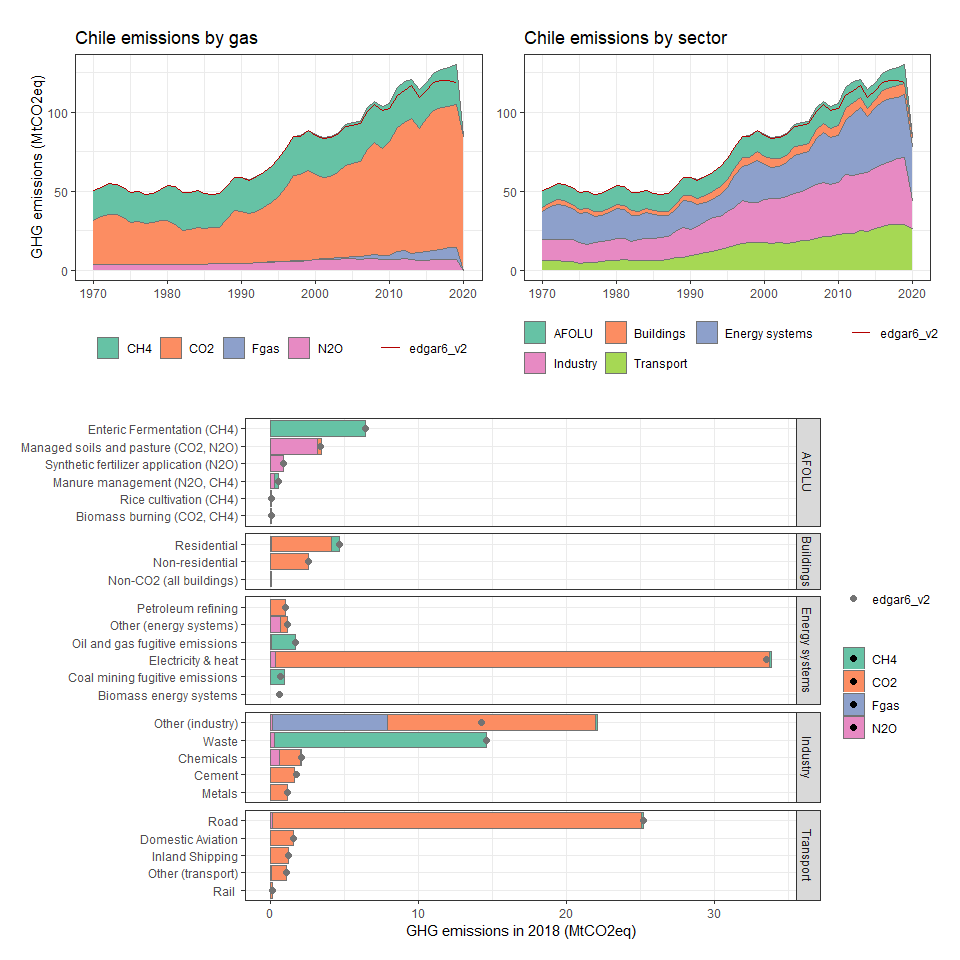 Chile emissions by gas
GHG emissions (MtCO2eq)
100
50
0
1970
1980
1990
2000
2010
2020
CH4
CO2
Fgas
N2O
edgar6_v2
Chile emissions by sector
100
50
0
1970
1980
1990
2000
2010
2020
AFOLU
Buildings
Energy systems
edgar6_v2
Industry
Transport
Enteric Fermentation (CH4)
Managed soils and pasture (CO2, N2O)
Synthetic fertilizer application (N2O)
Manure management (N2O, CH4)
Rice cultivation (CH4)
Biomass burning (CO2, CH4)
AFOLU
Residential
Non-residential
Non-CO2 (all buildings)
Buildings
Petroleum refining
Other (energy systems)
Oil and gas fugitive emissions
Electricity & heat
Coal mining fugitive emissions
Biomass energy systems
Energy systems
Other (industry)
Waste
Chemicals
Cement
Metals
Industry
Road
Domestic Aviation
Inland Shipping
Other (transport)
Rail
Transport
0
10
20
30
GHG emissions in 2018 (MtCO2eq)
edgar6_v2
CH4
CO2
Fgas
N2O